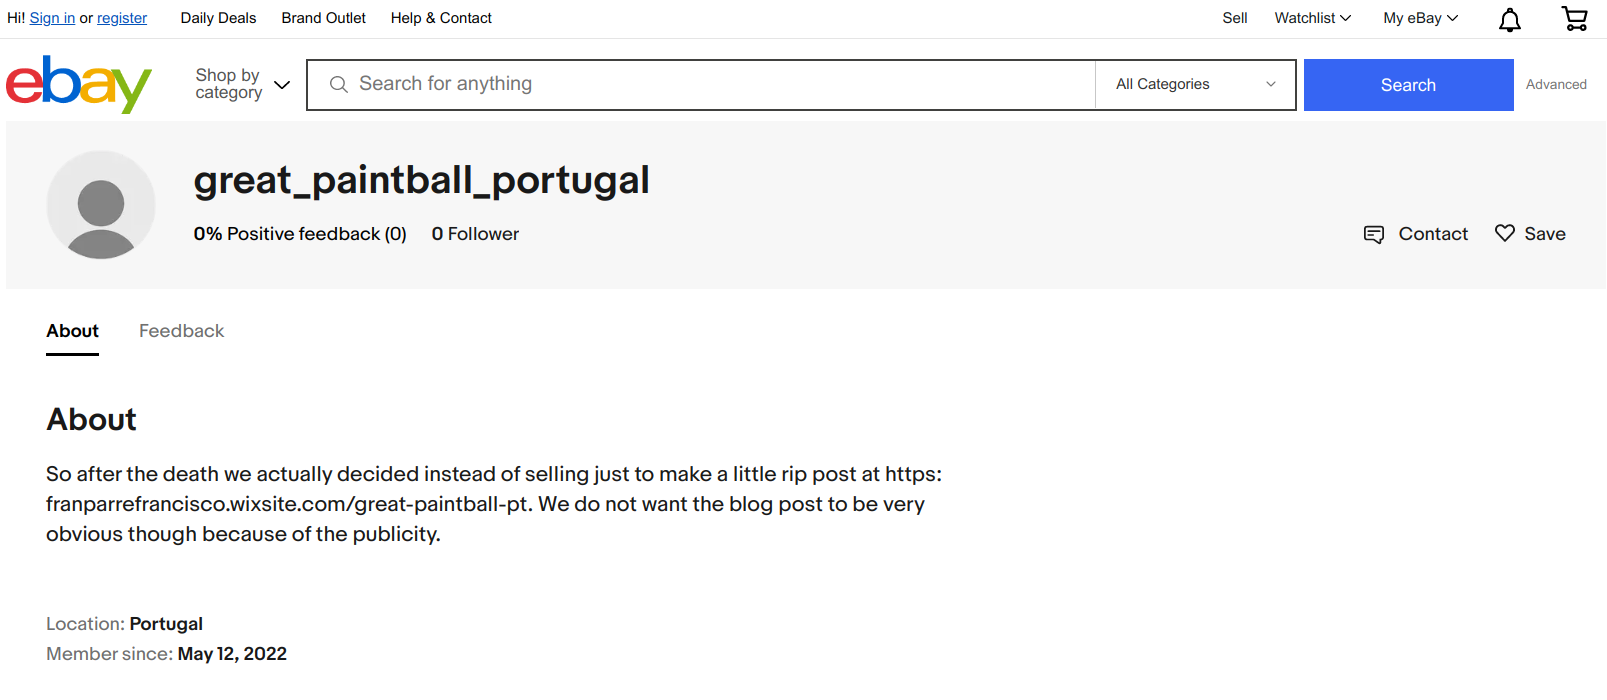 Hi! Sign in or register Daily Deals Brand Outlet Help & Contact Sell Watchlist My eBay
ebay
Shop by
category
Search for anything All Categories Search Advanced
great_paintball_portugal
0% Positive feedback (0) 0 Follower Contact Save
About Feedback
About
So after the death we actually decided instead of selling just to make a little rip post at https:
franparrefrancisco.wixsite.com/great-paintball-pt. We do not want the blog post to be very
obvious though because of the publicity.
Location: Portugal
Member since: May 12, 2022